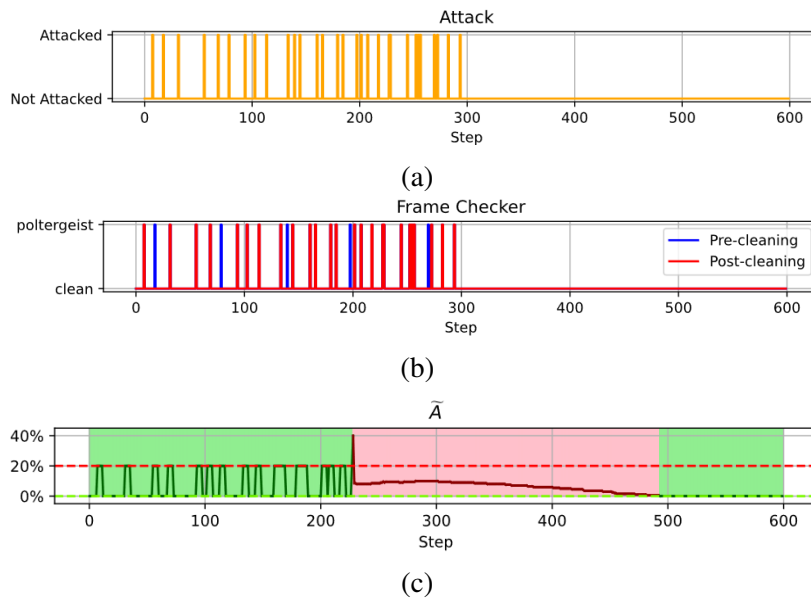 Attack
Attacked
Not Attacked
0 100 200 300 400 500 600
Step
(a)
Frame Checker
poltergeist
clean
Pre-cleaning
Post-cleaning
0 100 200 300 400 500 600
Step
(b)
Ã
40%
20%
0%
0 100 200 300 400 500 600
Step
(c)